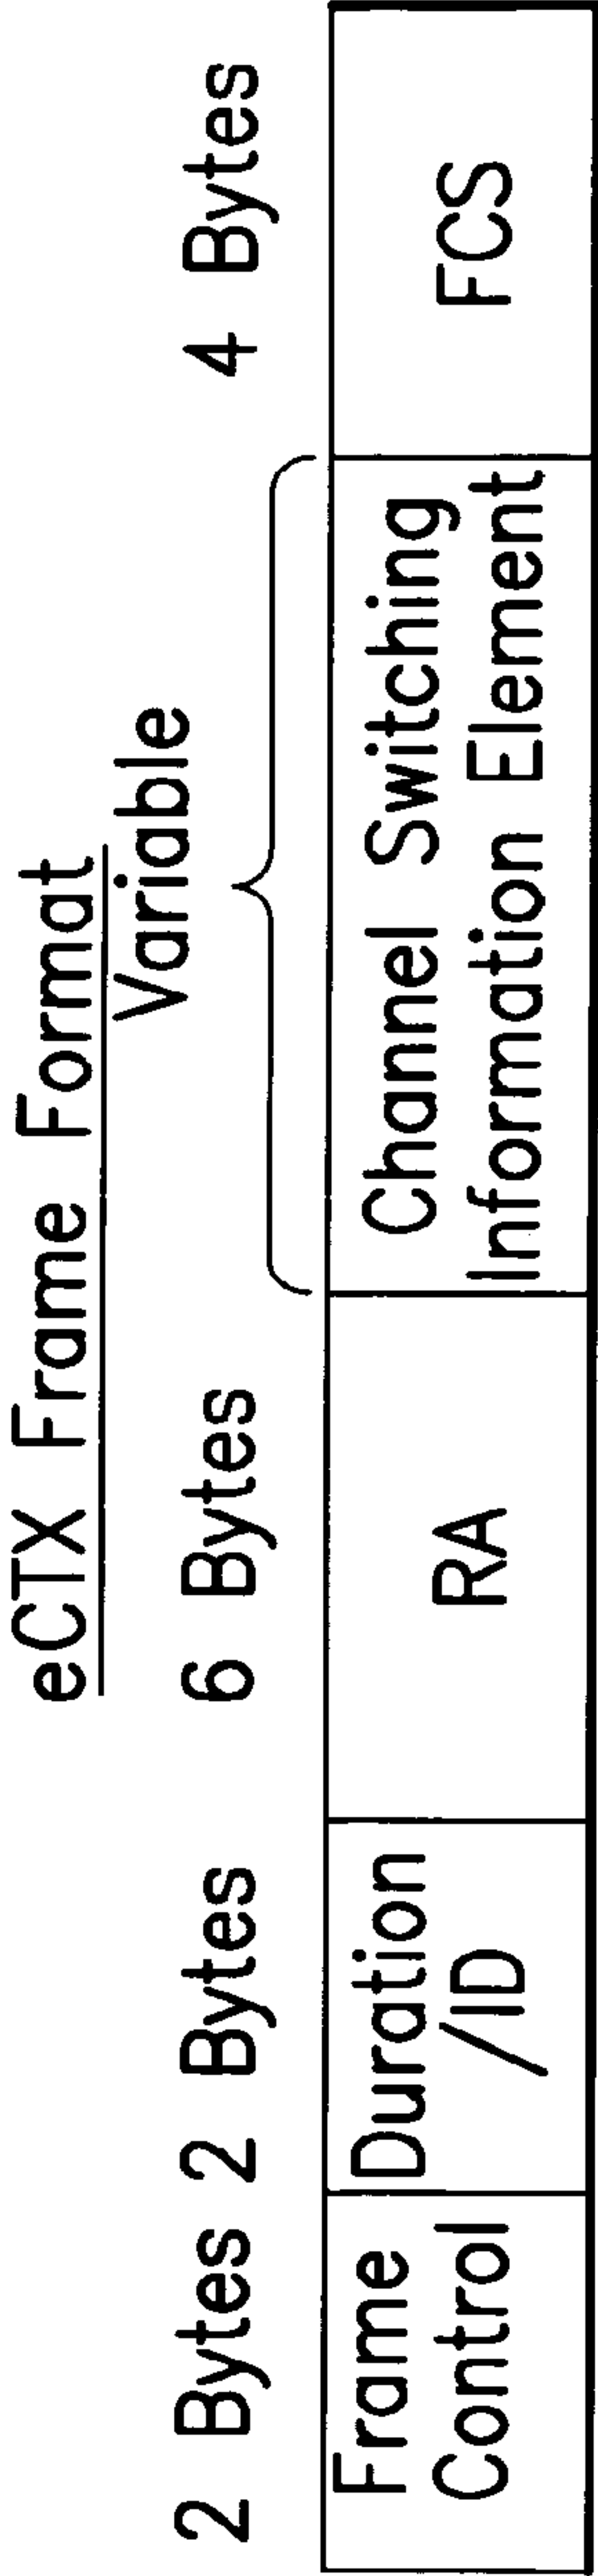 eCTX Frame Format
2 Bytes
2 Bytes
6 Bytes
Variable
4 Bytes
Frame
Control
Duration
/ID
RA
Channel Switching
Information Element
FCS